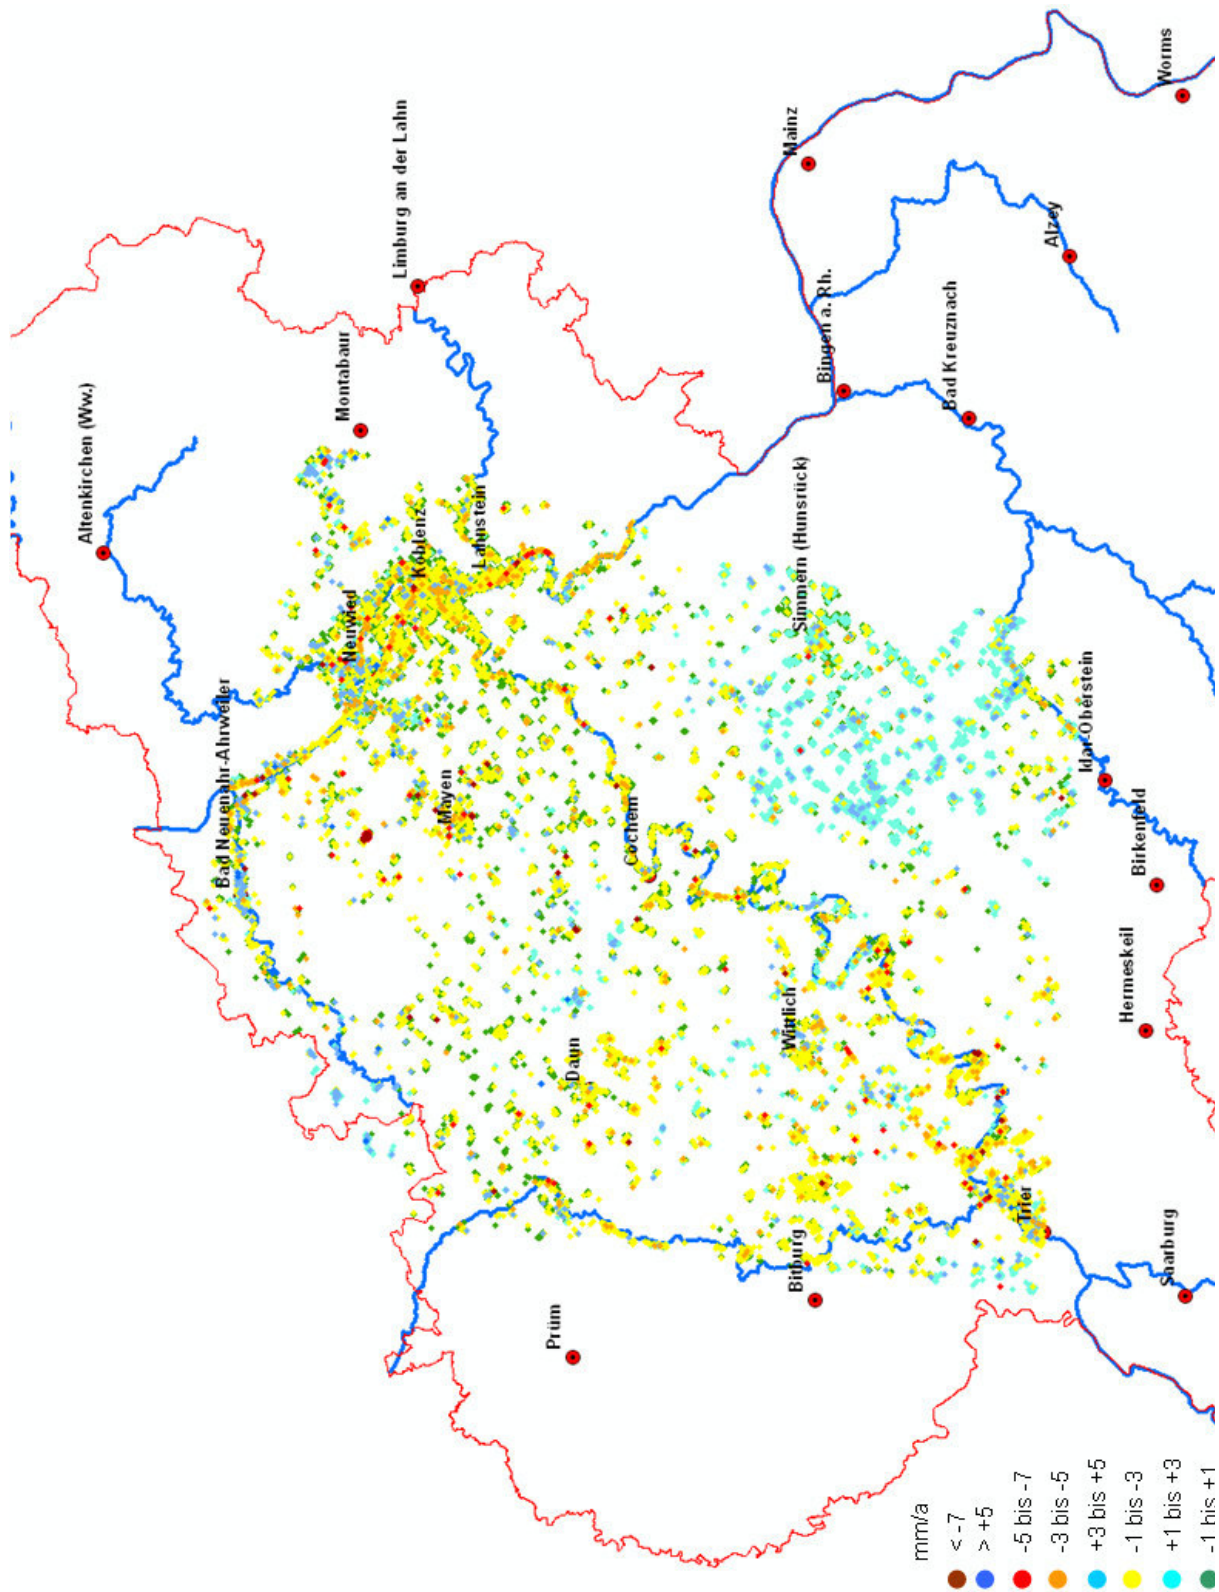 Altenkirchen (Ww.)
Montabaur
Limburg an der Lahn
Bad Neuenahr-Ahrweiler
Neuwied
Koblenz
Lahnstein
Mayen
Cochem
Daun
Prüm
Mainz
Bingen a. Rh.
Simmern (Hunsrück)
Wittlich
Bitburg
Bad Kreuznach
Alzey
Worms
Idar-Oberstein
Birkenfeld
Hermeskeil
Trier
Saarburg
mm/a
< -7
> +5
-5 bis -7
-3 bis -5
+3 bis +5
-1 bis -3
+1 bis +3
-1 bis +1